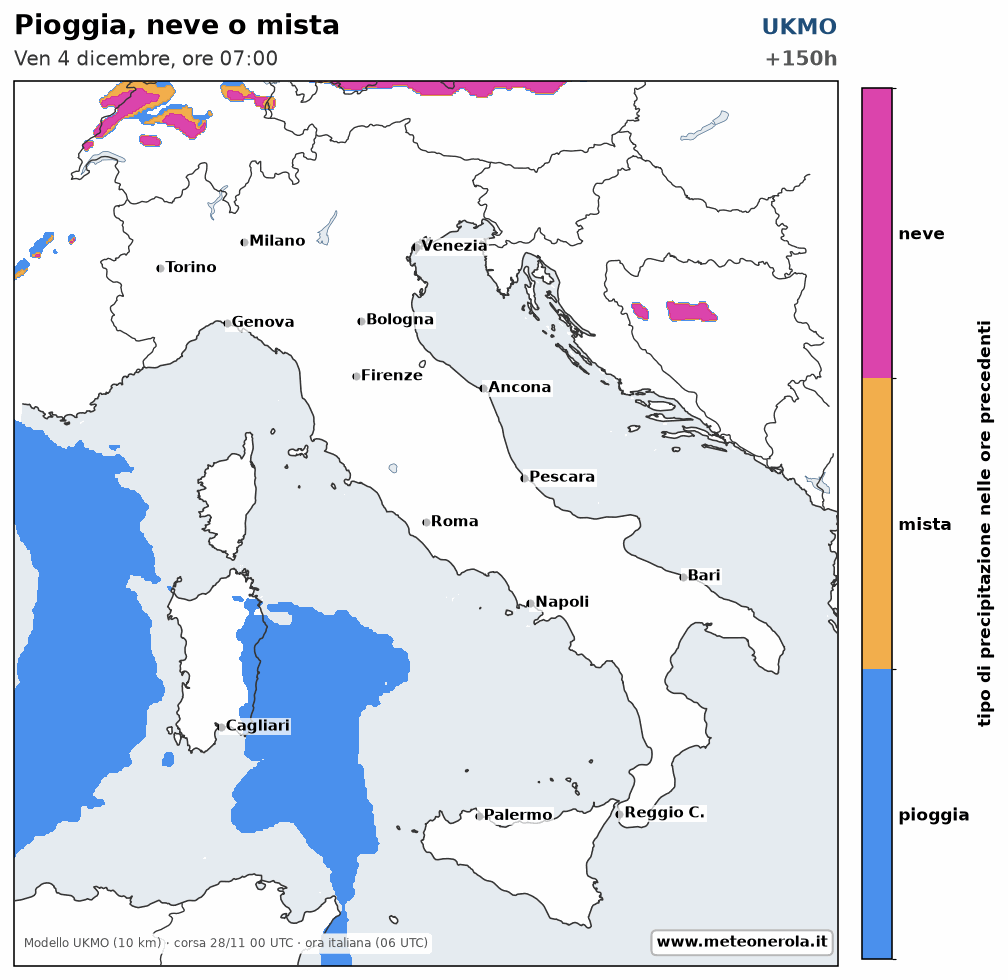 Pioggia, neve o mista
UKMO
Ven 4 dicembre, ore 07:00
+150h
neve
Milano
Venezia
Torino
Genova
Bologna
Firenze
Ancona
Pescara
Roma
mista
Bari
Napoli
Cagliari
Palermo
Reggio C.
pioggia
tipo di precipitazione nelle ore precedenti
Modello UKMO (10 km) · corsa 28/11 00 UTC · ora italiana (06 UTC)
www.meteonerola.it